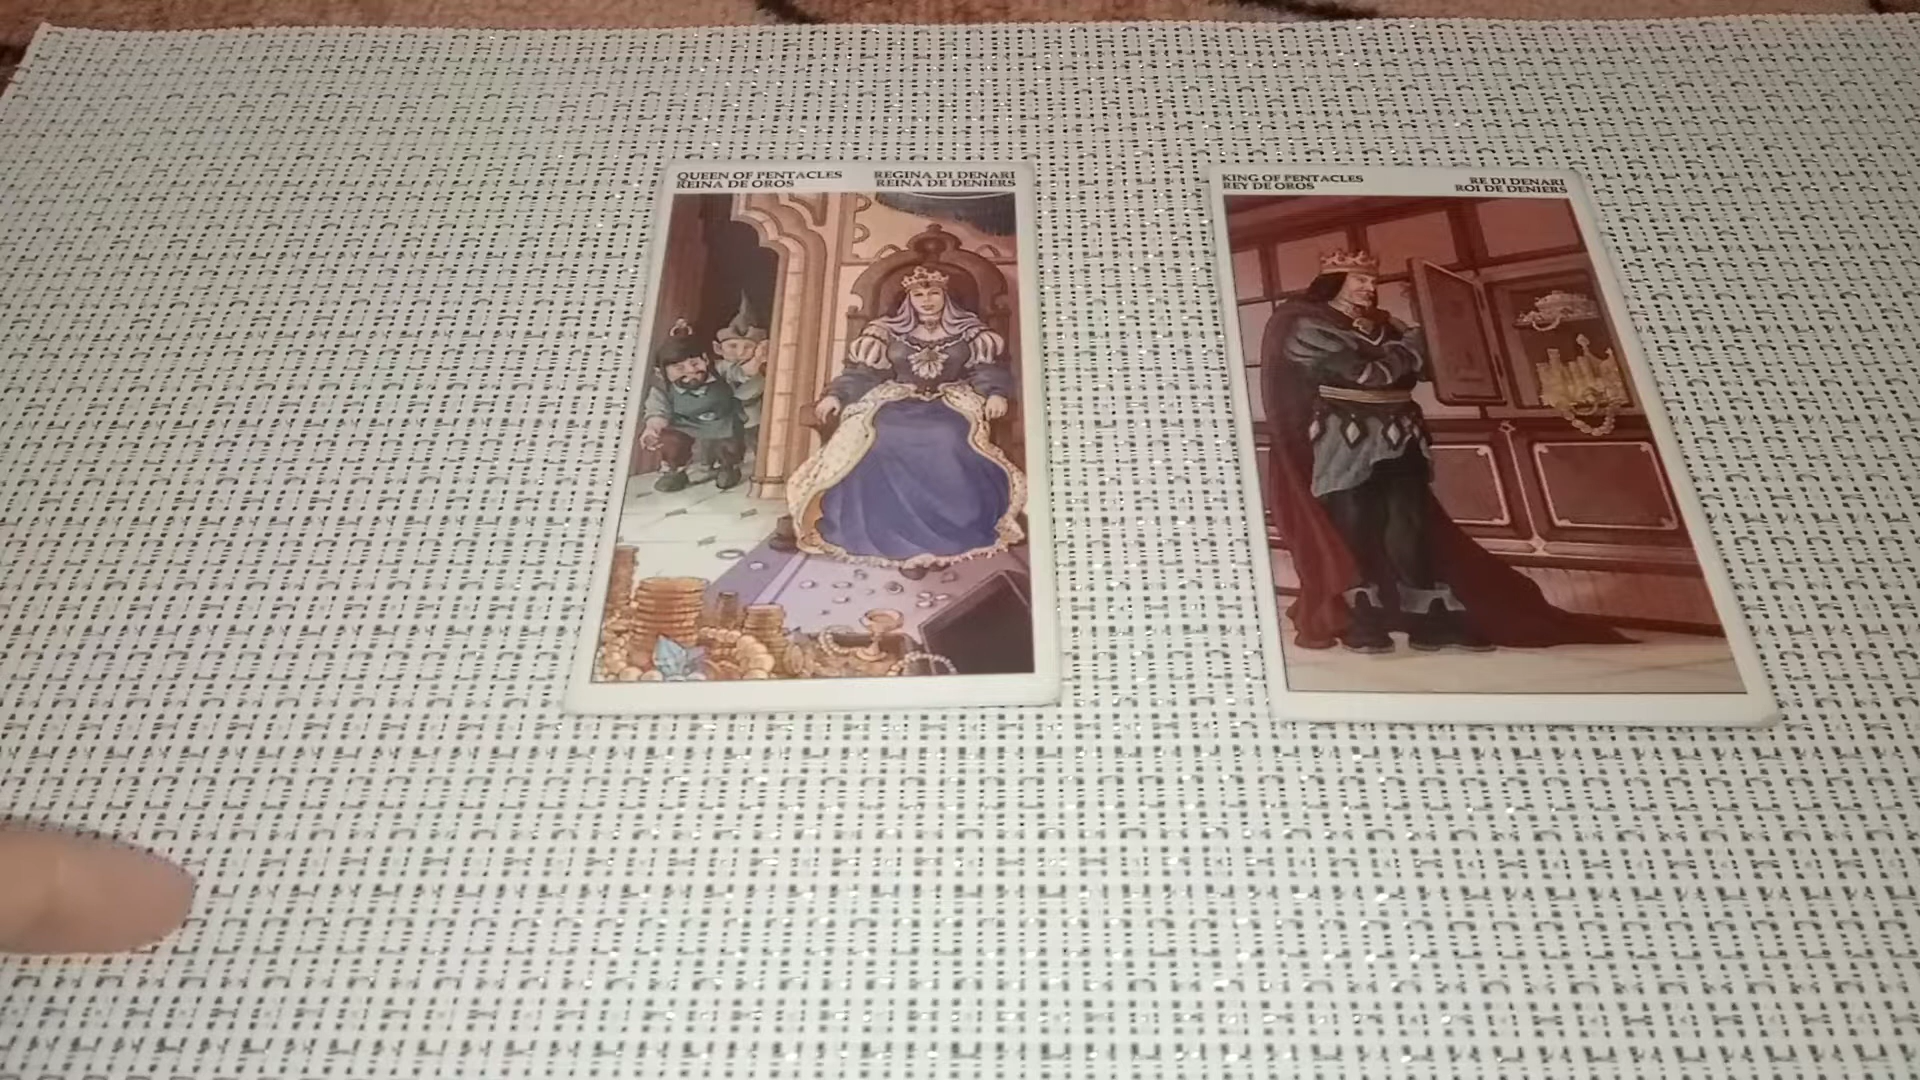 QUEEN OF PENTACLES
REINA DE OROS
REGINA DI DENARI
REINA DE DENIERS
KING OF PENTACLES
REY DE OROS
RE DI DENARI
ROI DE DENIERS